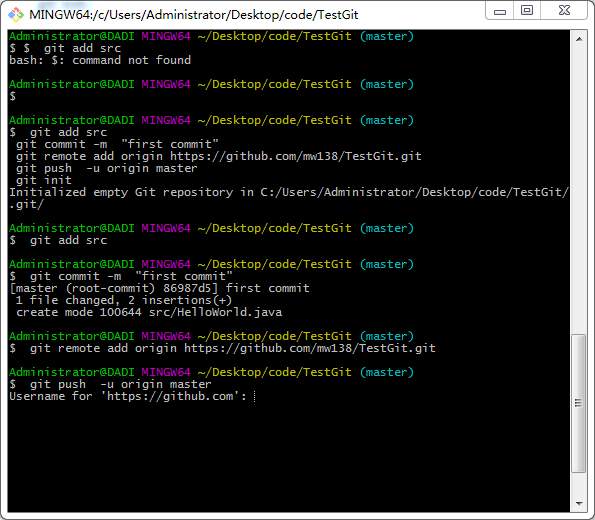 MINGW64:/c/Users/Administrator/Desktop/code/TestGit
Administrator@DADI MINGW64 ~/Desktop/code/TestGit (master)
$ $  git add src
bash: $: command not found
Administrator@DADI MINGW64 ~/Desktop/code/TestGit (master)
$
Administrator@DADI MINGW64 ~/Desktop/code/TestGit (master)
$  git add src
 git commit -m  "first commit"
 git remote add origin https://github.com/mw138/TestGit.git
 git push  -u origin master
 git init
Initialized empty Git repository in C:/Users/Administrator/Desktop/code/TestGit/
.git/
Administrator@DADI MINGW64 ~/Desktop/code/TestGit (master)
$  git add src
Administrator@DADI MINGW64 ~/Desktop/code/TestGit (master)
$  git commit -m  "first commit"
[master (root-commit) 86987d5] first commit
 1 file changed, 2 insertions(+)
 create mode 100644 src/HelloWorld.java
Administrator@DADI MINGW64 ~/Desktop/code/TestGit (master)
$  git remote add origin https://github.com/mw138/TestGit.git
Administrator@DADI MINGW64 ~/Desktop/code/TestGit (master)
$  git push  -u origin master
Username for 'https://github.com':